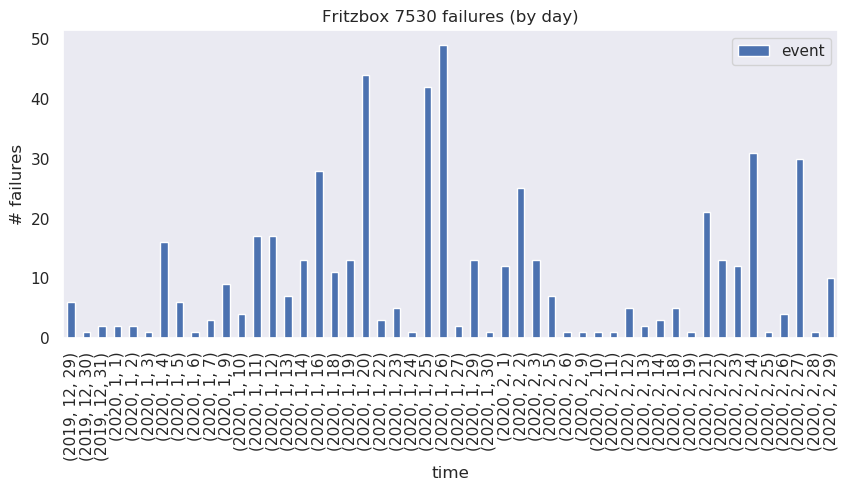 Fritzbox 7530 failures (by day)
event
# failures
50
40
30
20
10
0
(2019, 12, 29)
(2019, 12, 30)
(2019, 12, 31)
(2020, 1, 1)
(2020, 1, 2)
(2020, 1, 3)
(2020, 1, 4)
(2020, 1, 5)
(2020, 1, 6)
(2020, 1, 7)
(2020, 1, 9)
(2020, 1, 10)
(2020, 1, 11)
(2020, 1, 12)
(2020, 1, 13)
(2020, 1, 14)
(2020, 1, 16)
(2020, 1, 18)
(2020, 1, 19)
(2020, 1, 20)
(2020, 1, 22)
(2020, 1, 23)
(2020, 1, 24)
(2020, 1, 25)
(2020, 1, 26)
(2020, 1, 27)
(2020, 1, 29)
(2020, 1, 30)
(2020, 2, 1)
(2020, 2, 2)
(2020, 2, 3)
(2020, 2, 5)
(2020, 2, 6)
(2020, 2, 9)
(2020, 2, 10)
(2020, 2, 11)
(2020, 2, 12)
(2020, 2, 13)
(2020, 2, 14)
(2020, 2, 18)
(2020, 2, 19)
(2020, 2, 21)
(2020, 2, 22)
(2020, 2, 23)
(2020, 2, 24)
(2020, 2, 25)
(2020, 2, 26)
(2020, 2, 27)
(2020, 2, 28)
(2020, 2, 29)
time